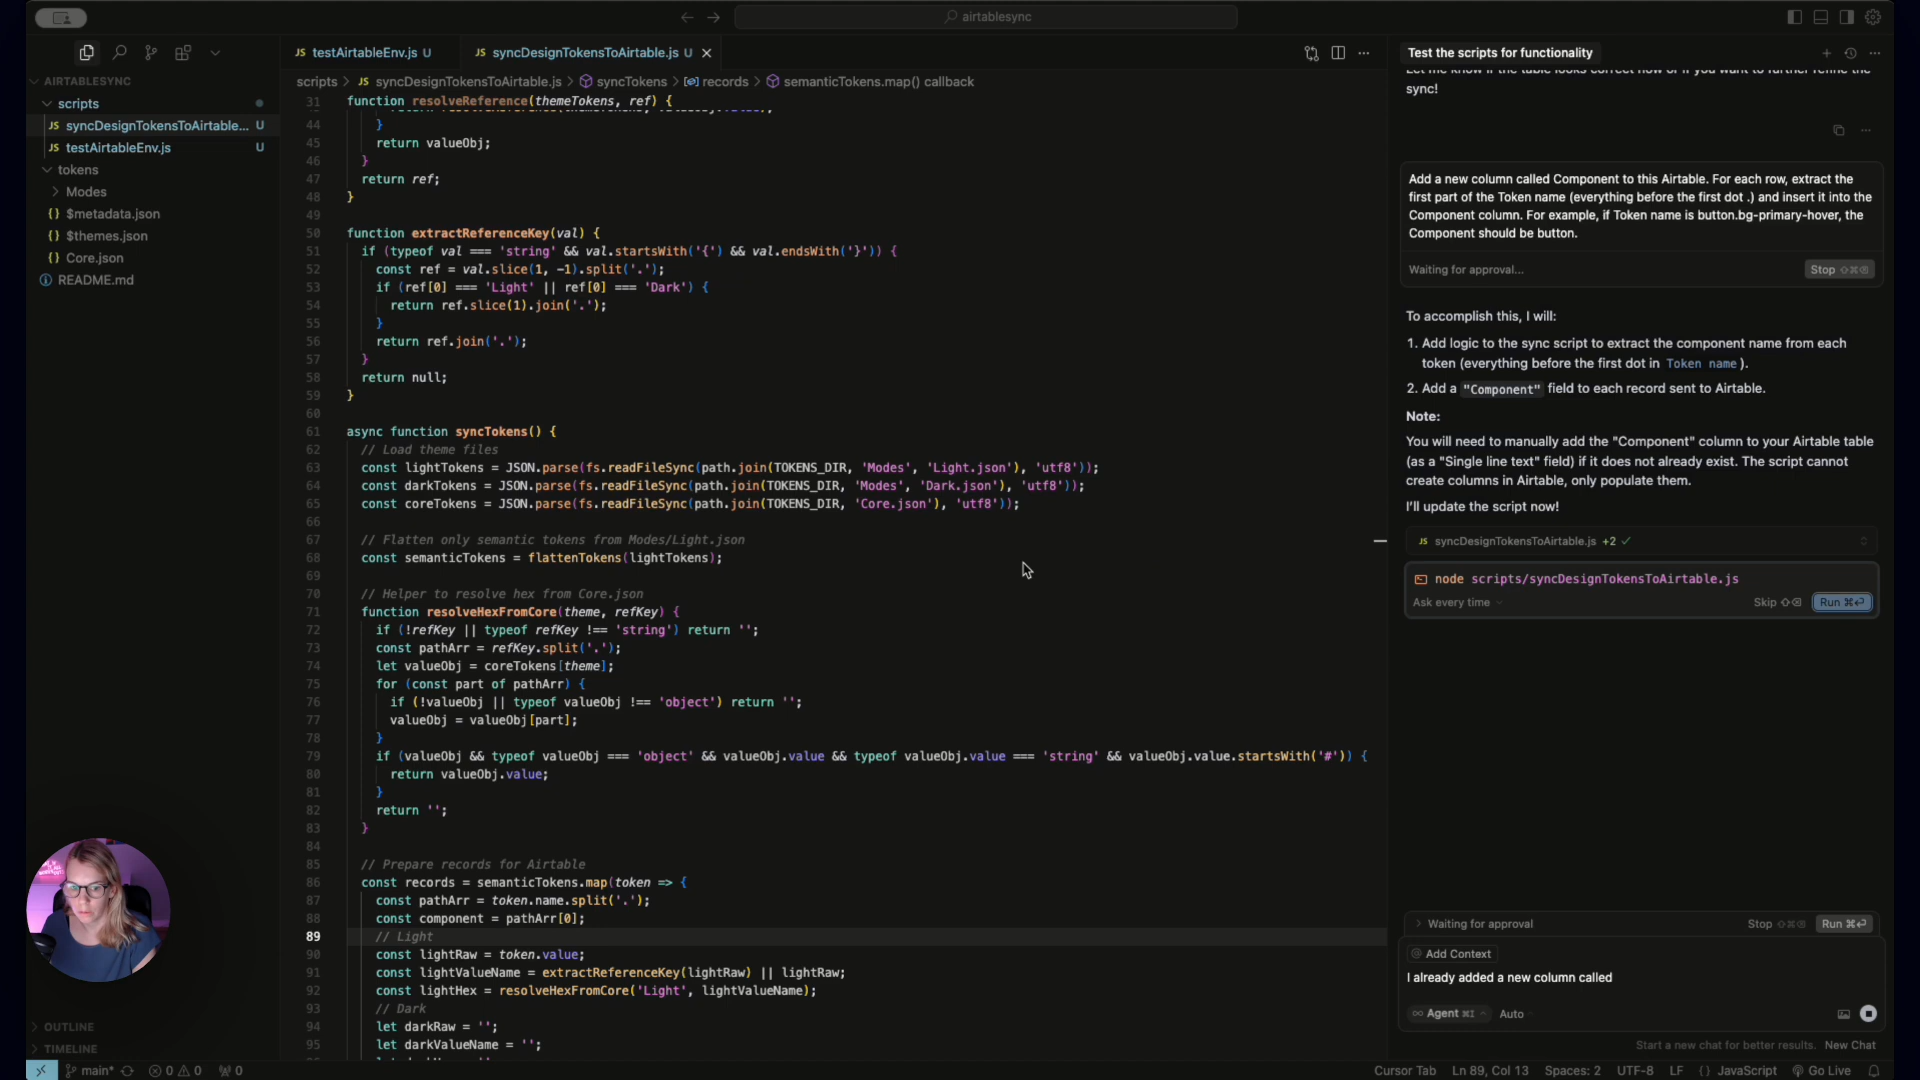 airtablesync
JS testAirtableEnv.js U
JS syncDesignTokensToAirtable.js U
Test the scripts for functionality
AIRTABLESYNC
scripts
JS syncDesignTokensToAirtable... U
JS testAirtableEnv.js U
tokens
Modes
{} $metadata.json
{} $themes.json
{} Core.json
README.md
OUTLINE
TIMELINE
scripts > JS syncDesignTokensToAirtable.js > syncTokens > records > semanticTokens.map() callback
31 function resolveReference(themeTokens, ref) {
44 }
45 return valueObj;
46 }
47 return ref;
48 }
49
50 function extractReferenceKey(val) {
51 if (typeof val === 'string' && val.startsWith('{') && val.endsWith('}')) {
52 const ref = val.slice(1, -1).split('.');
53 if (ref[0] === 'Light' || ref[0] === 'Dark') {
54 return ref.slice(1).join('.');
55 }
56 return ref.join('.');
57 }
58 return null;
59 }
60
61 async function syncTokens() {
62 // Load theme files
63 const lightTokens = JSON.parse(fs.readFileSync(path.join(TOKENS_DIR, 'Modes', 'Light.json'), 'utf8'));
64 const darkTokens = JSON.parse(fs.readFileSync(path.join(TOKENS_DIR, 'Modes', 'Dark.json'), 'utf8'));
65 const coreTokens = JSON.parse(fs.readFileSync(path.join(TOKENS_DIR, 'Core.json'), 'utf8'));
66
67 // Flatten only semantic tokens from Modes/Light.json
68 const semanticTokens = flattenTokens(lightTokens);
69
70 // Helper to resolve hex from Core.json
71 function resolveHexFromCore(theme, refKey) {
72 if (!refKey || typeof refKey !== 'string') return '';
73 const pathArr = refKey.split('.');
74 let valueObj = coreTokens[theme];
75 for (const part of pathArr) {
76 if (!valueObj || typeof valueObj !== 'object') return '';
77 valueObj = valueObj[part];
78 }
79 if (valueObj && typeof valueObj === 'object' && valueObj.value && typeof valueObj.value === 'string' && valueObj.value.startsWith('#')) {
80 return valueObj.value;
81 }
82 return '';
83 }
84
85 // Prepare records for Airtable
86 const records = semanticTokens.map(token => {
87 const pathArr = token.name.split('.');
88 const component = pathArr[0];
89 // Light
90 const lightRaw = token.value;
91 const lightValueName = extractReferenceKey(lightRaw) || lightRaw;
92 const lightHex = resolveHexFromCore('Light', lightValueName);
93 // Dark
94 let darkRaw = '';
95 let darkValueName = '';
sync!
Add a new column called Component to this Airtable. For each row, extract the
first part of the Token name (everything before the first dot .) and insert it into the
Component column. For example, if Token name is button.bg-primary-hover, the
Component should be button.
Waiting for approval... Stop ⇧⌘⌫
To accomplish this, I will:
1. Add logic to the sync script to extract the component name from each
token (everything before the first dot in Token name ).
2. Add a "Component" field to each record sent to Airtable.
Note:
You will need to manually add the "Component" column to your Airtable table
(as a "Single line text" field) if it does not already exist. The script cannot
create columns in Airtable, only populate them.
I'll update the script now!
JS syncDesignTokensToAirtable.js +2 ✓
node scripts/syncDesignTokensToAirtable.js
Ask every time Skip ⇧⌫ Run ⌘⏎
Waiting for approval Stop ⇧⌘⌫ Run ⌘⏎
@ Add Context
I already added a new column called
∞ Agent ⌘I Auto
Start a new chat for better results. New Chat
main* 0 0 0
Cursor Tab Ln 89, Col 13 Spaces: 2 UTF-8 LF {} JavaScript Go Live